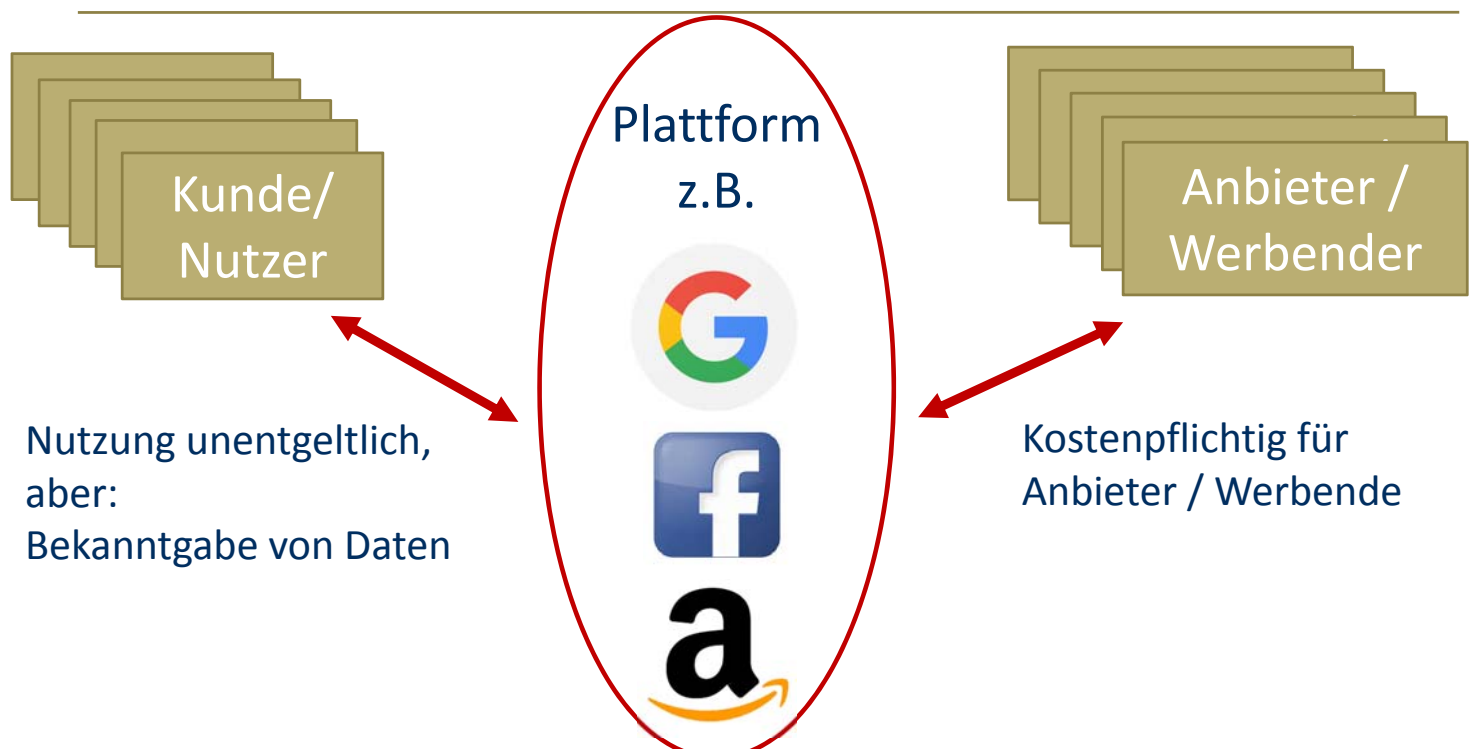 Plattform
z.B.
Kunde/
Nutzer
Anbieter /
Werbender
Nutzung unentgeltlich,
aber:
Bekanntgabe von Daten
Kostenpflichtig für
Anbieter / Werbende
G
f
a